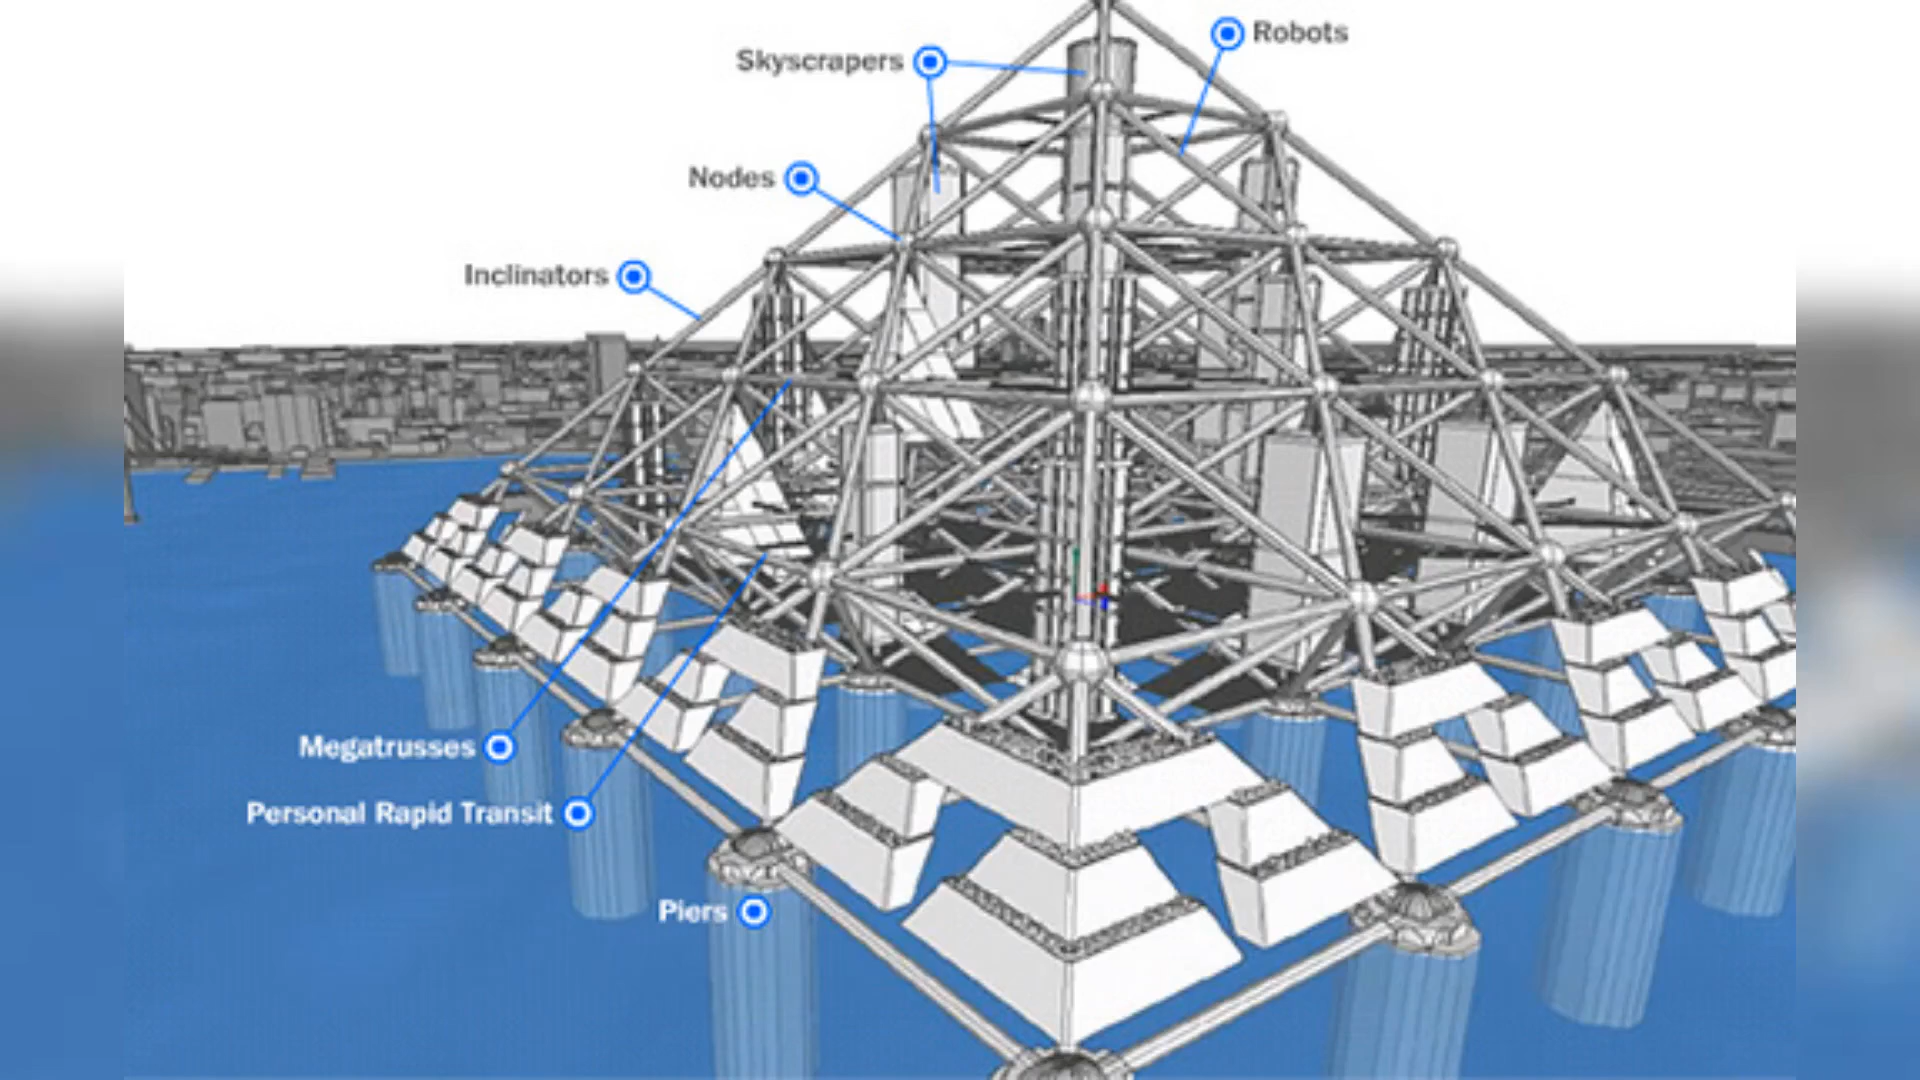 Robots
Skyscrapers
Nodes
Inclinators
Megatrusses
Personal Rapid Transit
Piers